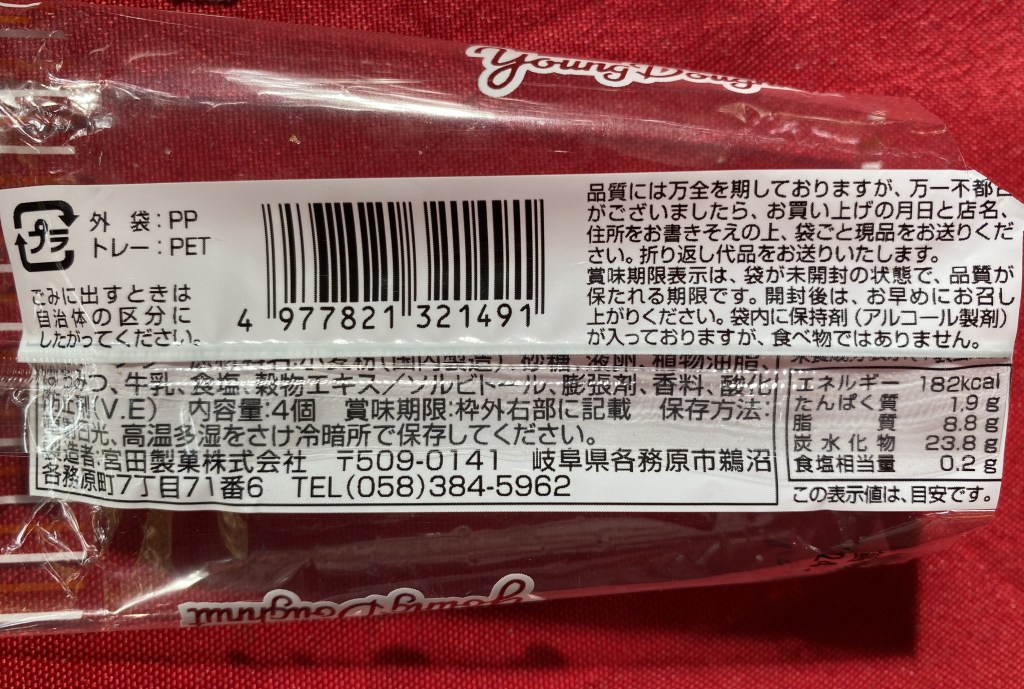 Young Dough
プラ
外 袋:PP
トレー:PET
ごみに出すときは
自治体の区分に
したがってください。
4 977821 321491
品質には万全を期しておりますが、万一不都
がございましたら、お買い上げの月日と店名、
住所をお書きそえの上、袋ごと現品をお送りくだ
さい。折り返し代品をお送りいたします。
賞味期限表示は、袋が未開封の状態で、品質が
保たれる期限です。開封後は、お早めにお召し
上がりください。袋内に保持剤(アルコール製剤)
が入っておりますが、食べ物ではありません。
小麦粉(国内製造)、砂糖、液卵、植物油脂、
はちみつ、牛乳、食塩、穀物エキス/ソルビトール、膨張剤、香料、酸化
(V.E) 内容量:4個 賞味期限:枠外右部に記載 保存方法:
日光、高温多湿をさけ冷暗所で保存してください。
製造者:宮田製菓株式会社 〒509-0141 岐阜県各務原市鵜沼
各務原町7丁目71番6 TEL(058)384-5962
エネルギー 182kcal
たんぱく質 1.9g
脂質 8.8g
炭水化物 23.8g
食塩相当量 0.2g
この表示値は、目安です。
Young Doughnut